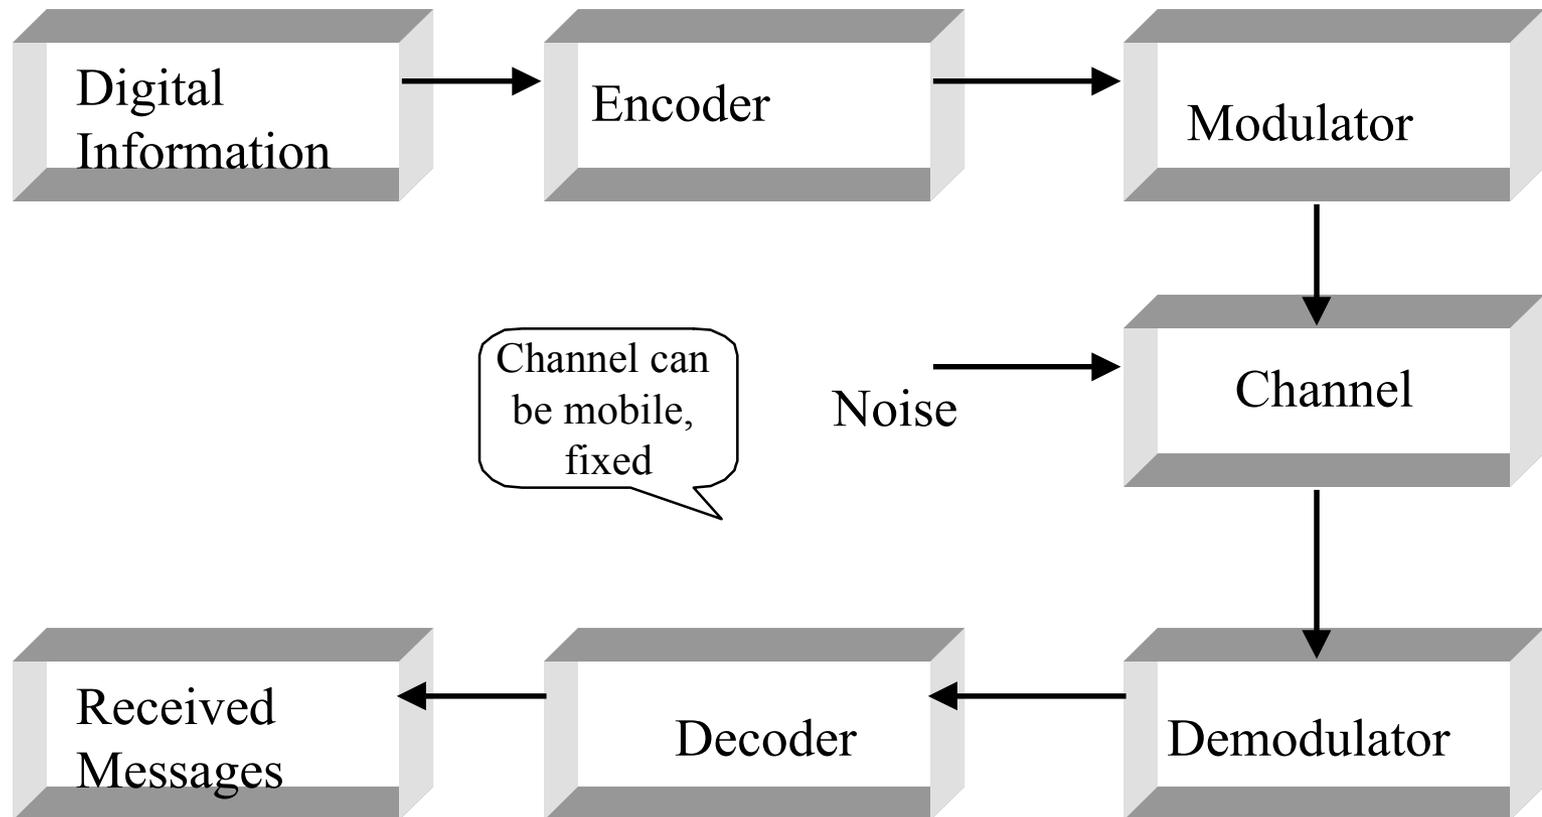 Digital
Information
Encoder
Modulator
Channel can
be mobile,
fixed
Noise
Channel
Received
Messages
Decoder
Demodulator